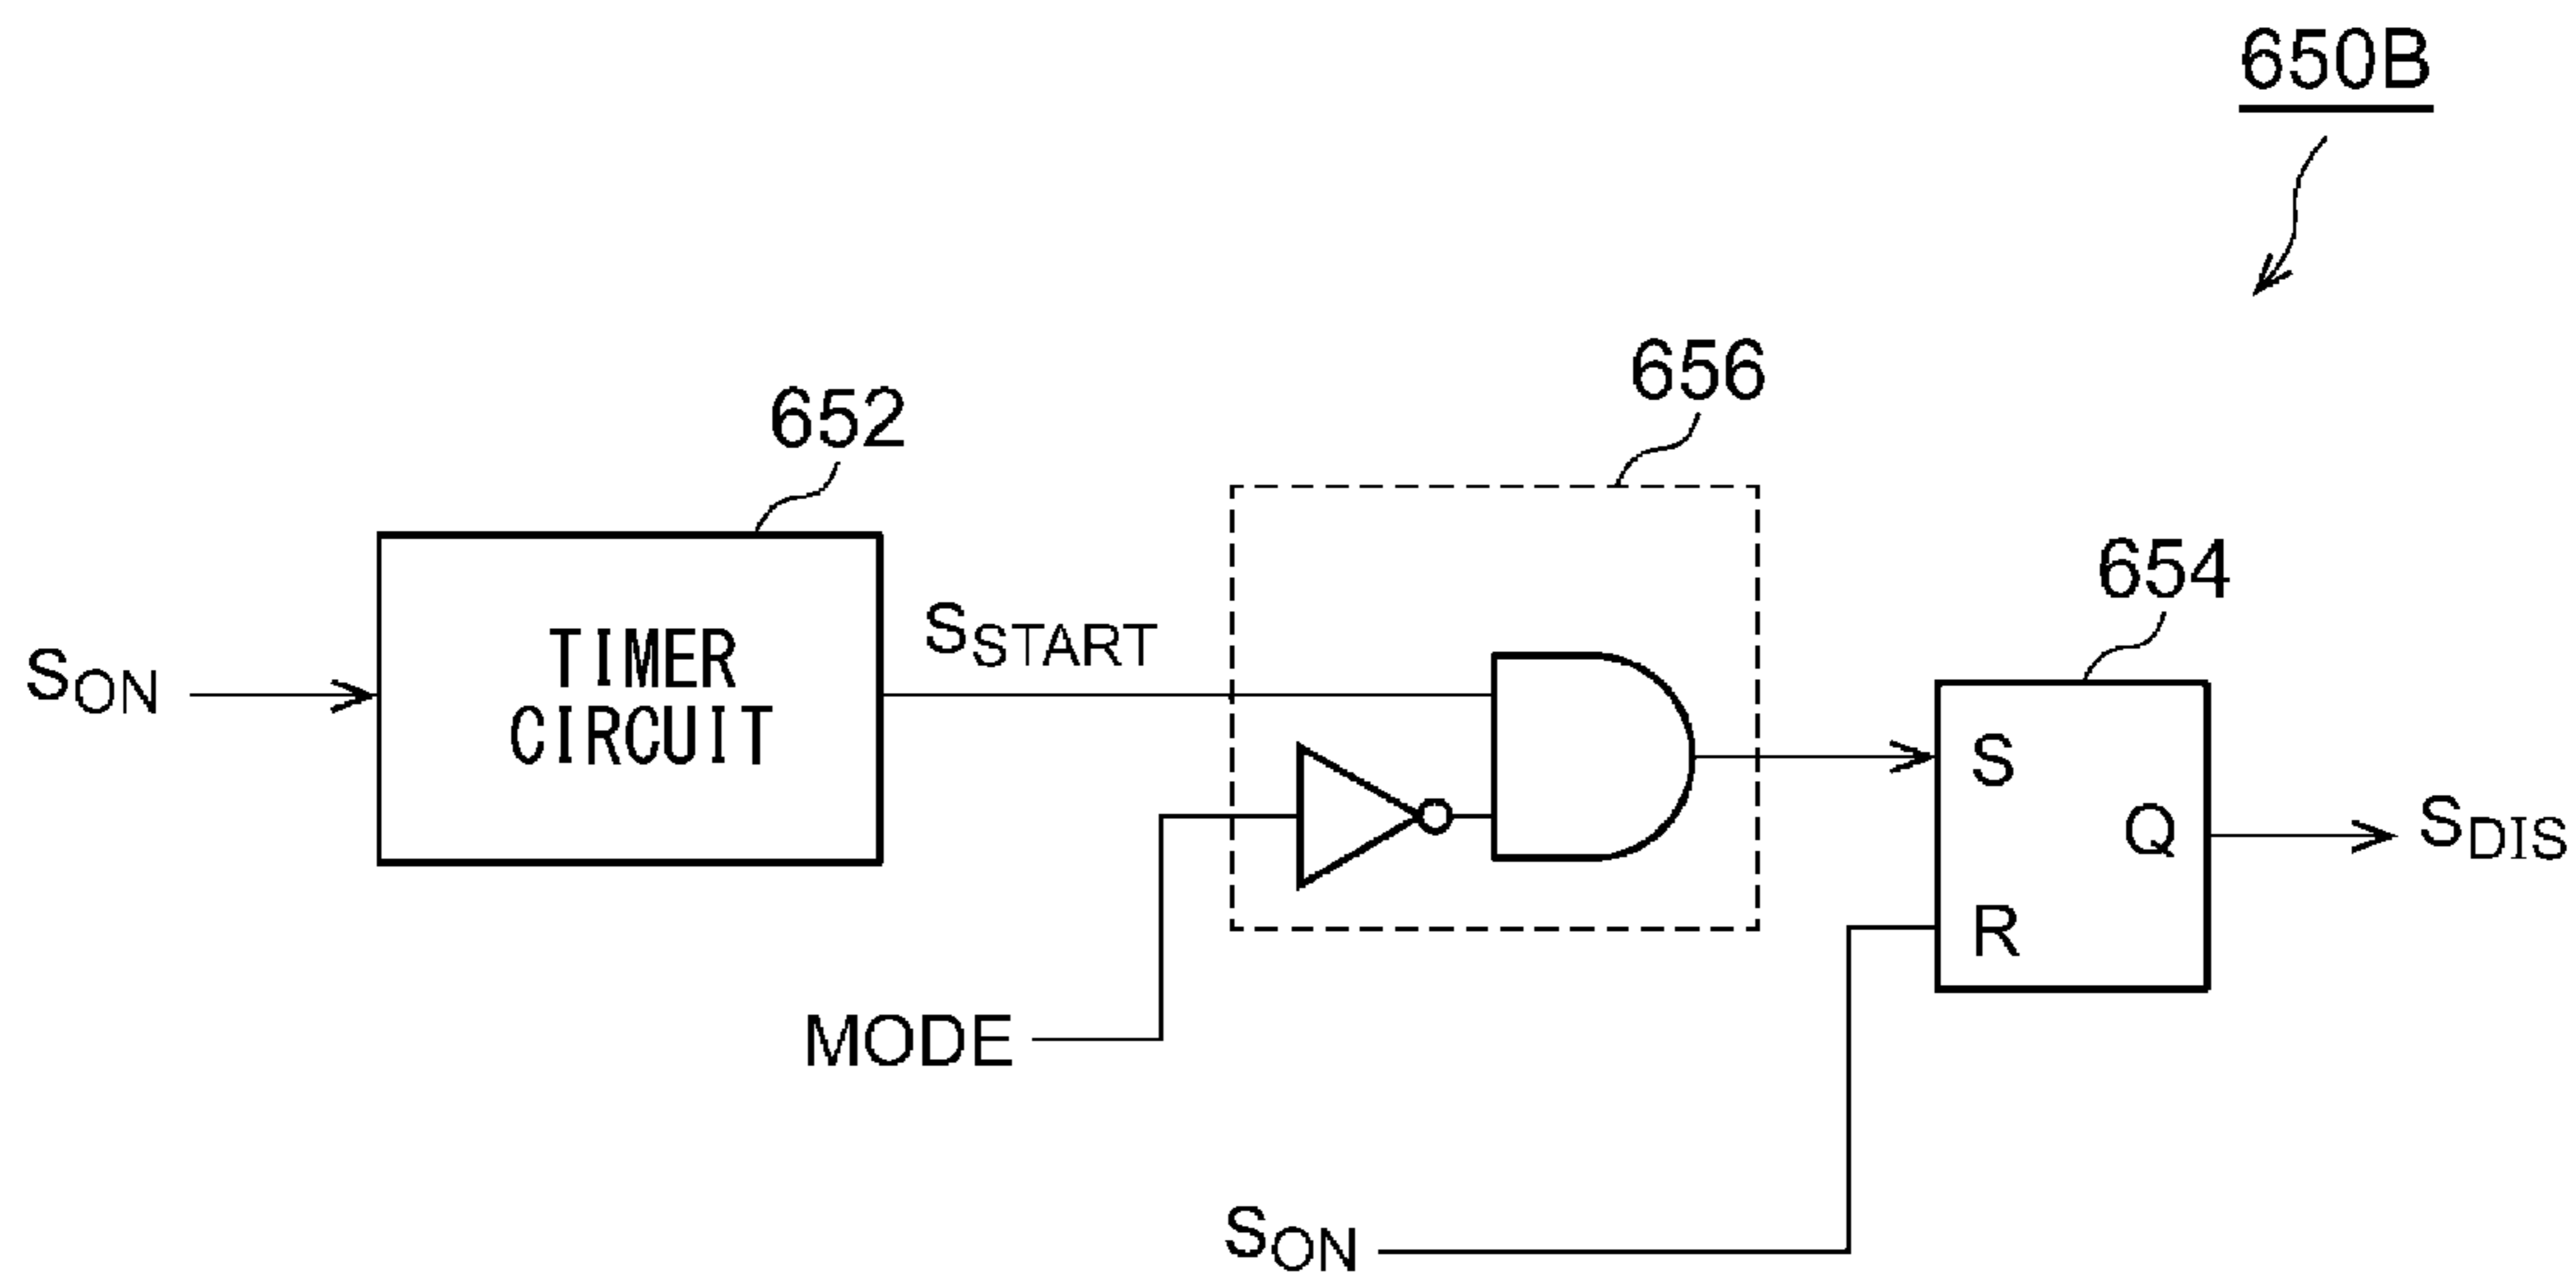 650B
656
652
654
SSTART
SON
TIMER
CIRCUIT
S
Q
SDIS
R
MODE
SON